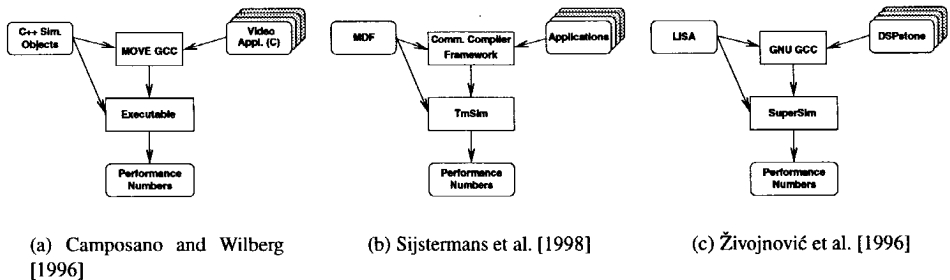 C++ Sim.
Objects
MOVE GCC
Video
Appl. (C)
Executable
Performance
Numbers
(a) Camposano and Wilberg
[1996]
MDF
Comm. Compiler
Framework
Applications
TmSim
Performance
Numbers
(b) Sijstermans et al. [1998]
LISA
GNU GCC
DSPstone
SuperSim
Performance
Numbers
(c) Živojnović et al. [1996]